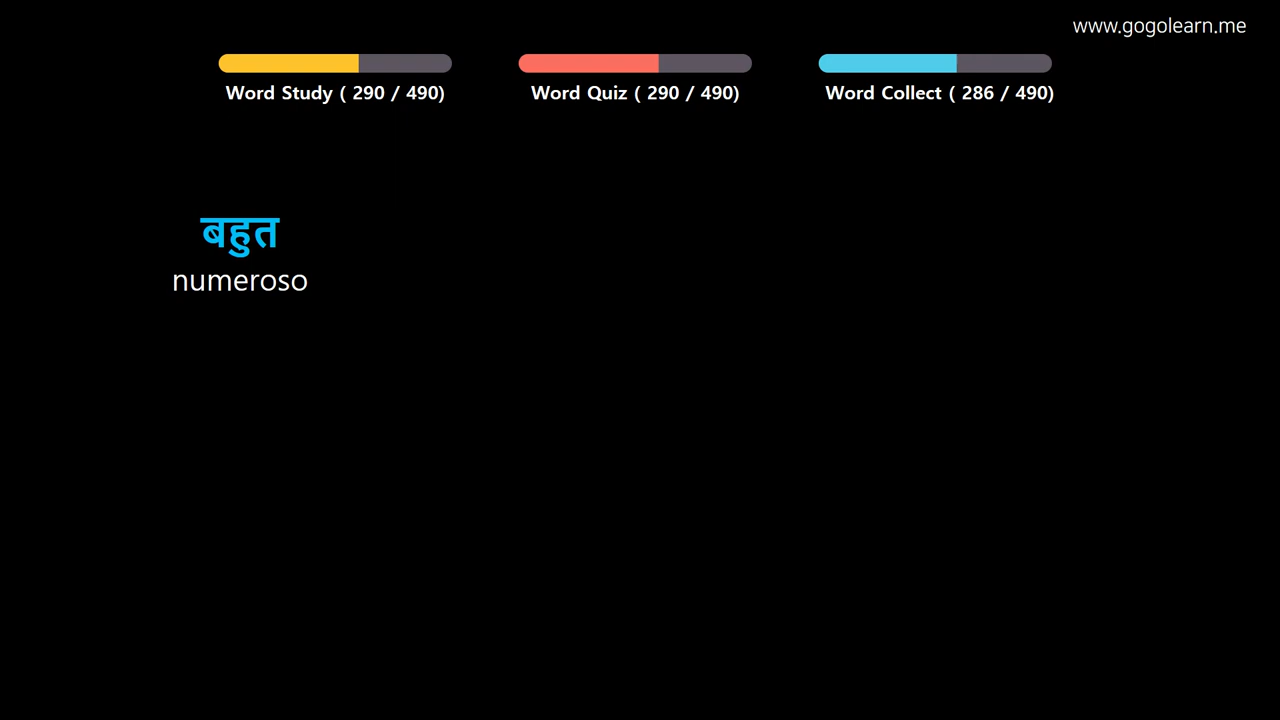 www.gogolearn.me
Word Study ( 290 / 490)
Word Quiz ( 290 / 490)
Word Collect ( 286 / 490)
बहुत
numeroso